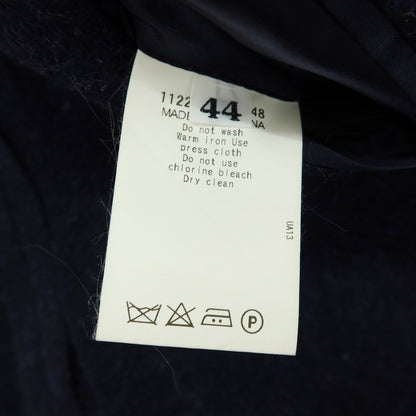 1122 44 48
MADE NA
Do not wash
Warm iron Use
press cloth
Do not use
chlorine bleach
Dry clean
UA13
P